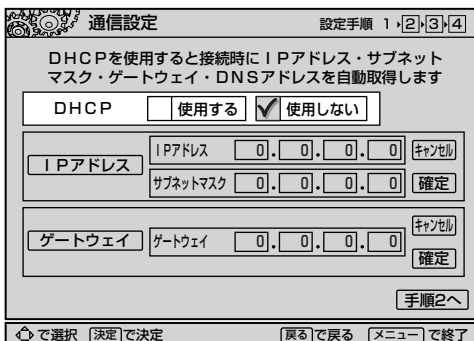 通信設定 設定手順 1 2 3 4
DHCPを使用すると接続時にIPアドレス・サブネット
マスク・ゲートウェイ・DNSアドレスを自動取得します
DHCP 使用する 使用しない
IPアドレス IPアドレス 0.0.0.0 キャンセル
サブネットマスク 0.0.0.0 確定
ゲートウェイ ゲートウェイ 0.0.0.0 キャンセル
確定
手順2へ
で選択 決定で決定 戻るで戻る メニューで終了